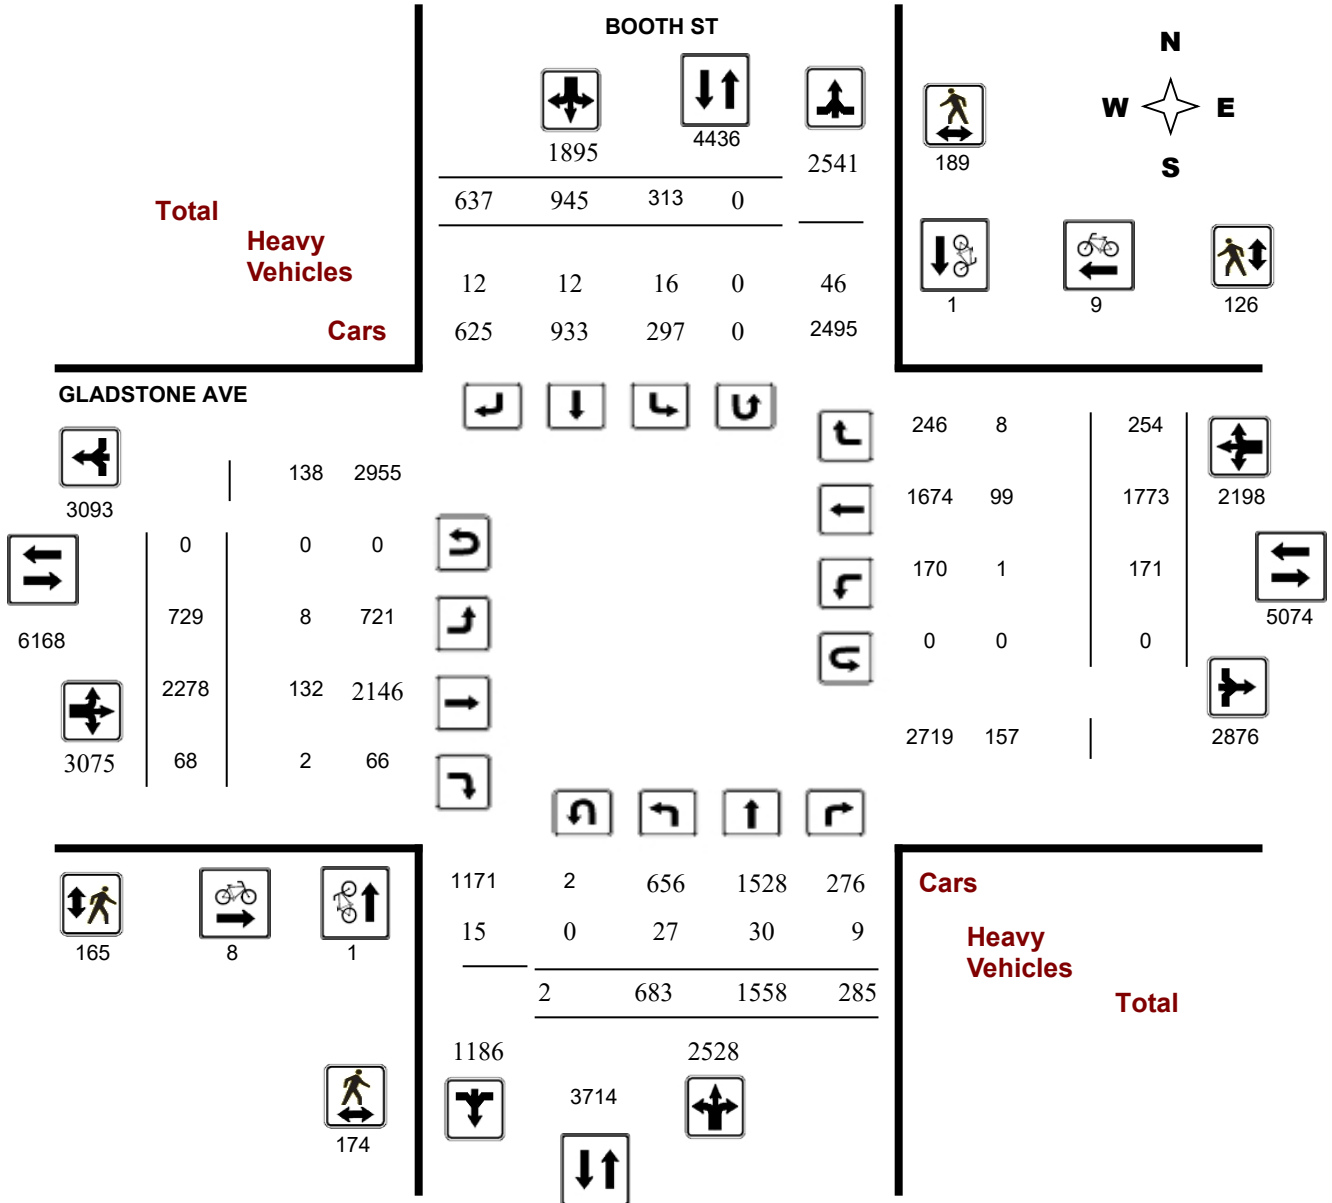 BOOTH ST
N
W E
S
1895
4436
2541
189
Total
637 945 313 0
Heavy
Vehicles
12 12 16 0 46
1 9 126
Cars
625 933 297 0 2495
GLADSTONE AVE
246 8 254
138 2955
3093
1674 99 1773 2198
0 0 0
170 1 171
6168
729 8 721
0 0 0
5074
2278 132 2146
3075 68 2 66
2719 157 2876
1171 2 656 1528 276
Cars
165 8 1
15 0 27 30 9
Heavy
Vehicles
2 683 1558 285
Total
1186 2528
3714
174